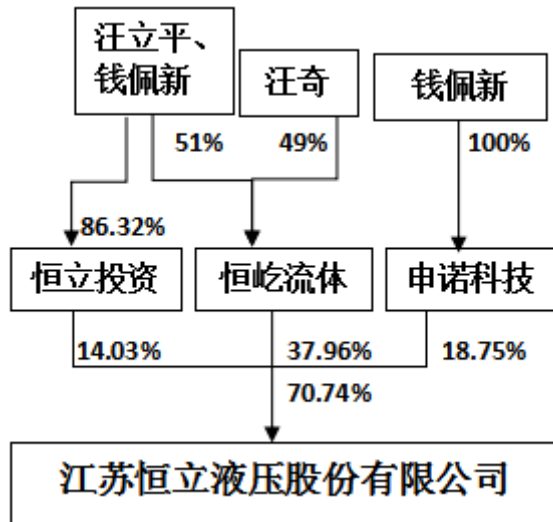 汪立平、
钱佩新
汪奇
钱佩新
51%
49%
100%
86.32%
恒立投资
恒屹流体
申诺科技
14.03%
37.96%
18.75%
70.74%
江苏恒立液压股份有限公司